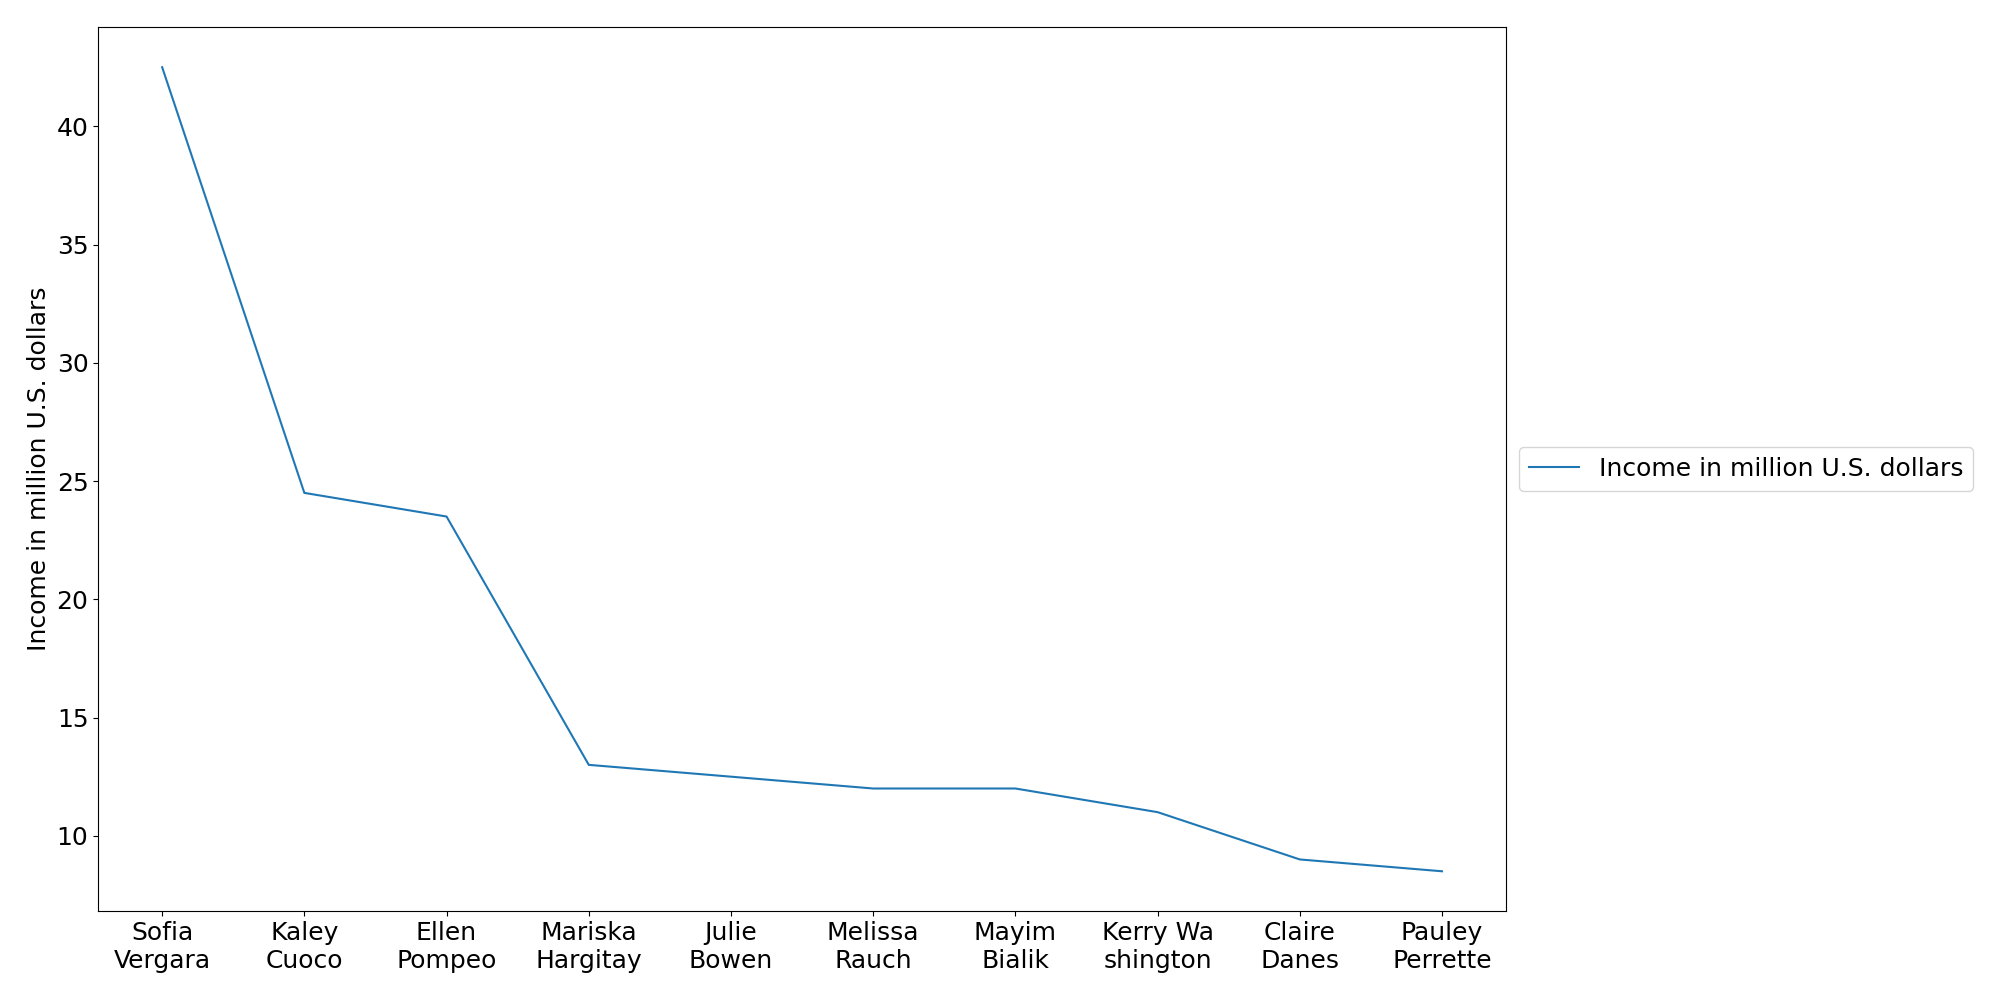 Income in million U.S. dollars
40
35
30
25
20
15
10
Sofia
Vergara
Kaley
Cuoco
Ellen
Pompeo
Mariska
Hargitay
Julie
Bowen
Melissa
Rauch
Mayim
Bialik
Kerry Wa
shington
Claire
Danes
Pauley
Perrette
Income in million U.S. dollars